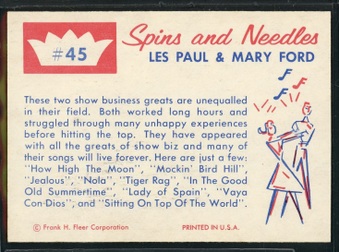 #45
Spins and Needles
LES PAUL & MARY FORD
These two show business greats are unequalled
in their field. Both worked long hours and
struggled through many unhappy experiences
before hitting the top. They have appeared
with all the greats of show biz and many of
their songs will live forever. Here are just a few:
"How High The Moon", "Mockin' Bird Hill"
"Jealous", "Nola", "Tiger Rag", "In The Good
Old Summertime", "Lady of Spain", "Vaya
Con-Dios"; and "Sitting On Top Of The World".
© Frank H. Fleer Corporation
PRINTED IN U.S.A.